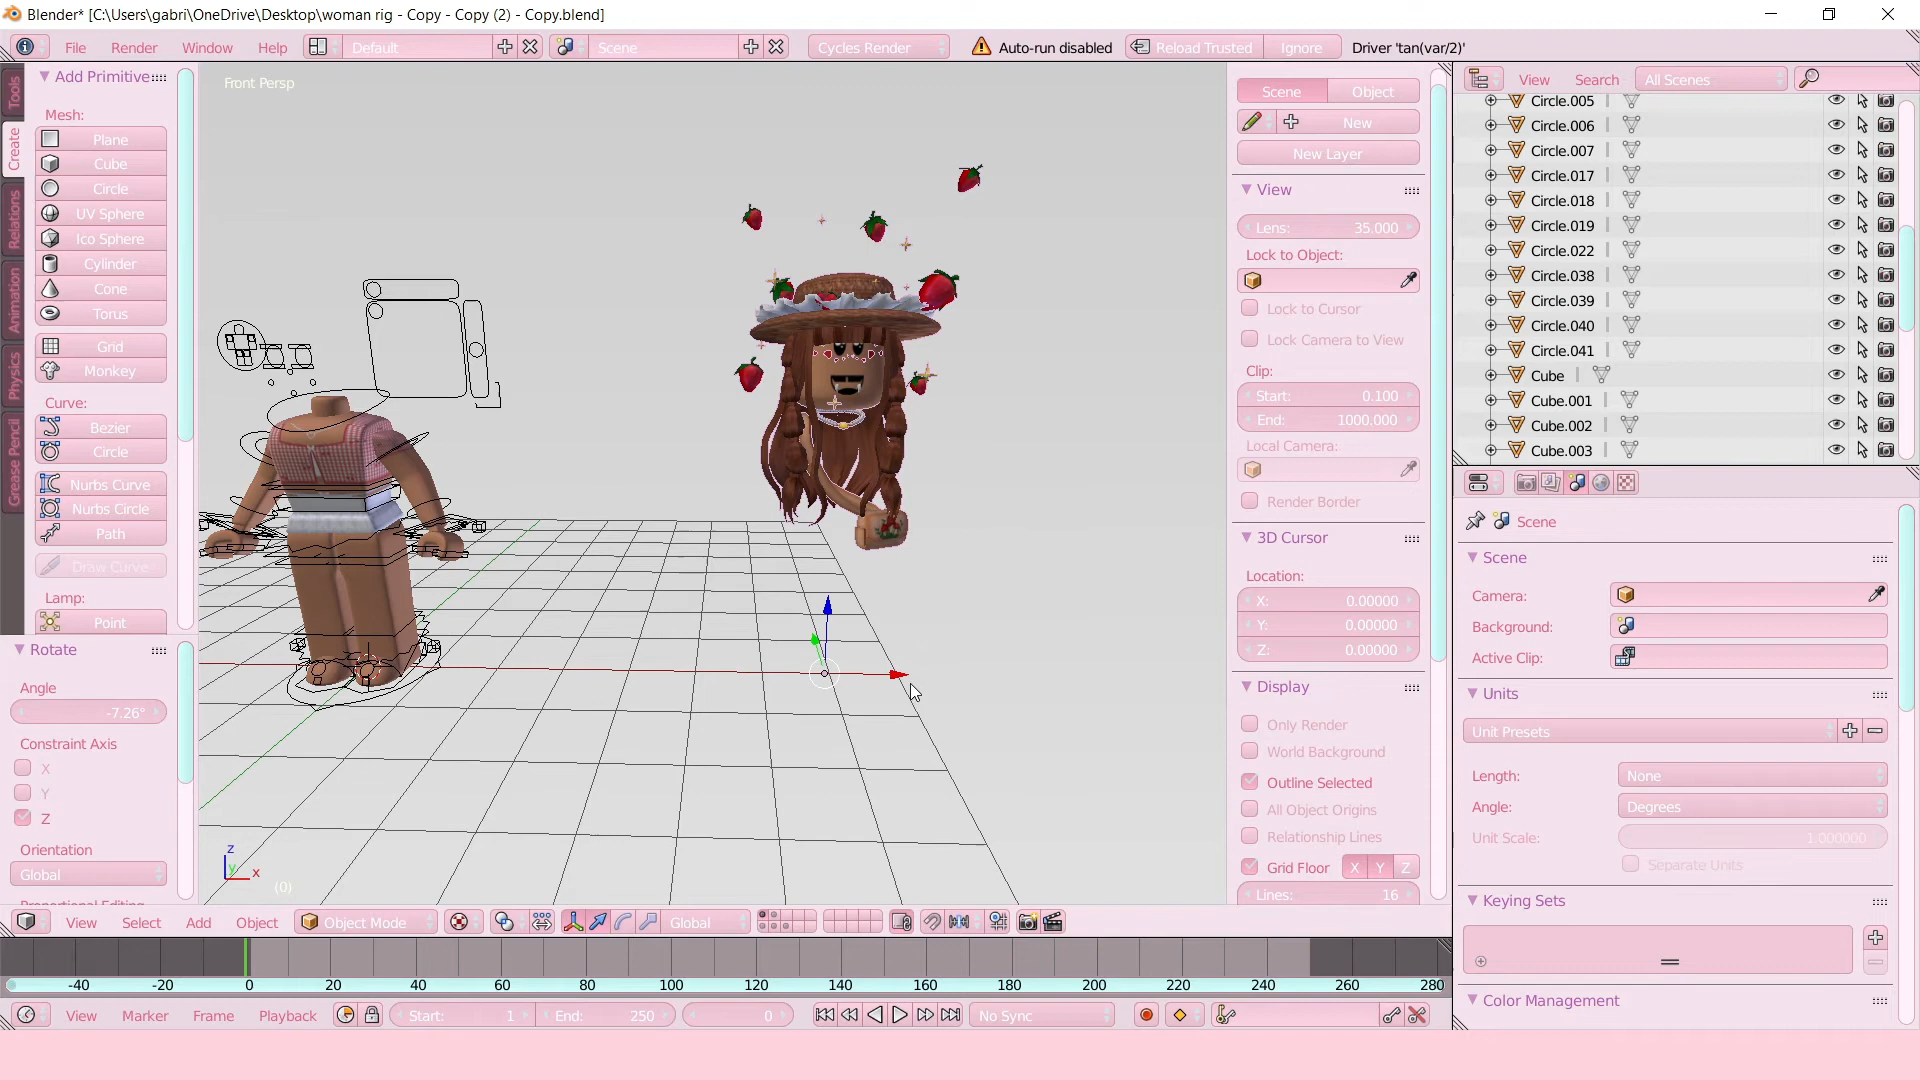 Blender* [C:\Users\gabri\OneDrive\Desktop\woman rig - Copy - Copy (2) - Copy.blend]
File Render Window Help Default Scene Cycles Render Auto-run disabled Reload Trusted Ignore Driver 'tan(var/2)'
Tools
Create
Relations
Animation
Physics
Grease Pencil
Add Primitive
Mesh:
Plane
Cube
Circle
UV Sphere
Ico Sphere
Cylinder
Cone
Torus
Grid
Monkey
Curve:
Bezier
Circle
Nurbs Curve
Nurbs Circle
Path
Draw Curve
Lamp:
Point
Rotate
Angle
-7.26°
Constraint Axis
X
Y
Z
Orientation
Global
Proportional Editing
Front Persp
z
y
x
(0)
Scene Object
New
New Layer
View
Lens: 35.000
Lock to Object:
Lock to Cursor
Lock Camera to View
Clip:
Start: 0.100
End: 1000.000
Local Camera:
Render Border
3D Cursor
Location:
X: 0.00000
Y: 0.00000
Z: 0.00000
Display
Only Render
World Background
Outline Selected
All Object Origins
Relationship Lines
Grid Floor X Y Z
Lines: 16
View Search All Scenes
Circle.005
Circle.006
Circle.007
Circle.017
Circle.018
Circle.019
Circle.022
Circle.038
Circle.039
Circle.040
Circle.041
Cube
Cube.001
Cube.002
Cube.003
Scene
Scene
Camera:
Background:
Active Clip:
Units
Unit Presets
Length: None
Angle: Degrees
Unit Scale: 1.000000
Separate Units
Keying Sets
Color Management
View Select Add Object Object Mode Global
-40 -20 0 20 40 60 80 100 120 140 160 180 200 220 240 260 280
View Marker Frame Playback Start: 1 End: 250 0 No Sync